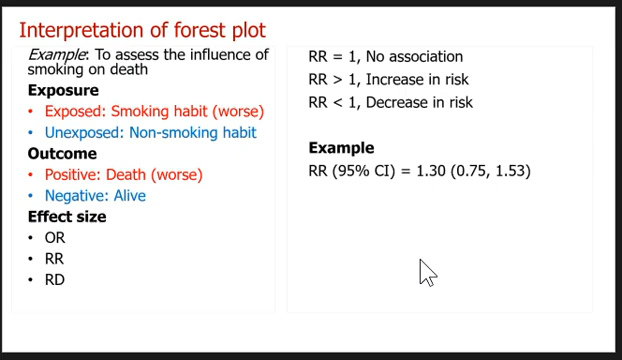 Interpretation of forest plot
Example: To assess the influence of
smoking on death
Exposure
• Exposed: Smoking habit (worse)
• Unexposed: Non-smoking habit
Outcome
• Positive: Death (worse)
• Negative: Alive
Effect size
• OR
• RR
• RD
RR = 1, No association
RR > 1, Increase in risk
RR < 1, Decrease in risk
Example
RR (95% CI) = 1.30 (0.75, 1.53)